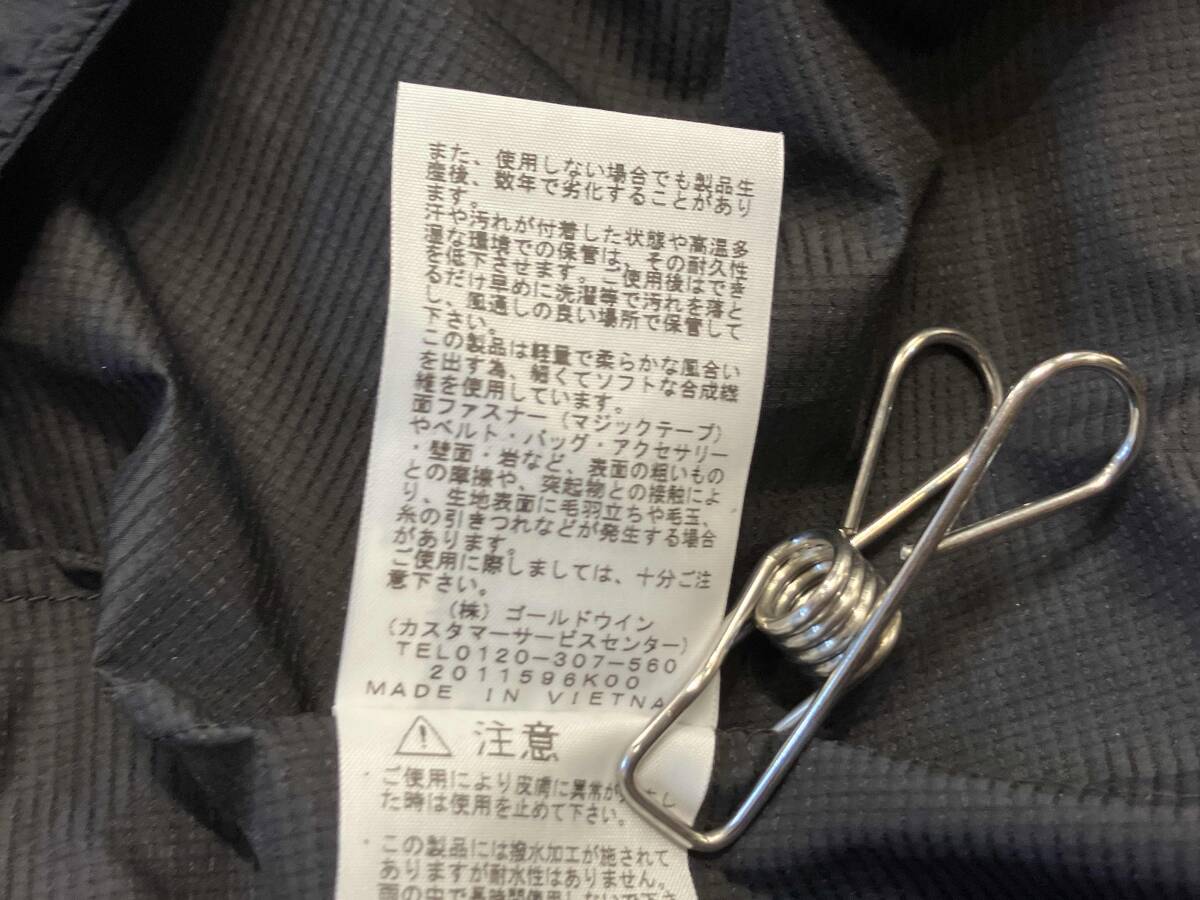 また、使用しない場合でも製品生
産後、数年で劣化することがあり
ます。
汗や汚れが付着した状態や高温多
湿な環境での保管は、その耐久性
を低下させます。ご使用後はでき
るだけ早めに洗濯等で汚れを落と
し、風通しの良い場所で保管して
下さい。
この製品は軽量で柔らかな風合い
を出す為、細くてソフトな合成繊
維を使用しています。
面ファスナー（マジックテープ）
やベルト・バッグ・アクセサリー
・壁面・岩など、表面の粗いもの
との摩擦や、突起物との接触によ
り、生地表面に毛羽立ちや毛玉、
糸の引きつれなどが発生する場合
があります。
ご使用に際しましては、十分ご注
意下さい。
（株）ゴールドウイン
（カスタマーサービスセンター）
TEL0120-307-560
2011596K00
MADE IN VIETNA
注意
・ご使用により皮膚に異常が
た時は使用を止めて下さい。
・この製品には撥水加工が施されて
ありますが耐水性はありません。
雨の中で長時間使用しないで下さ